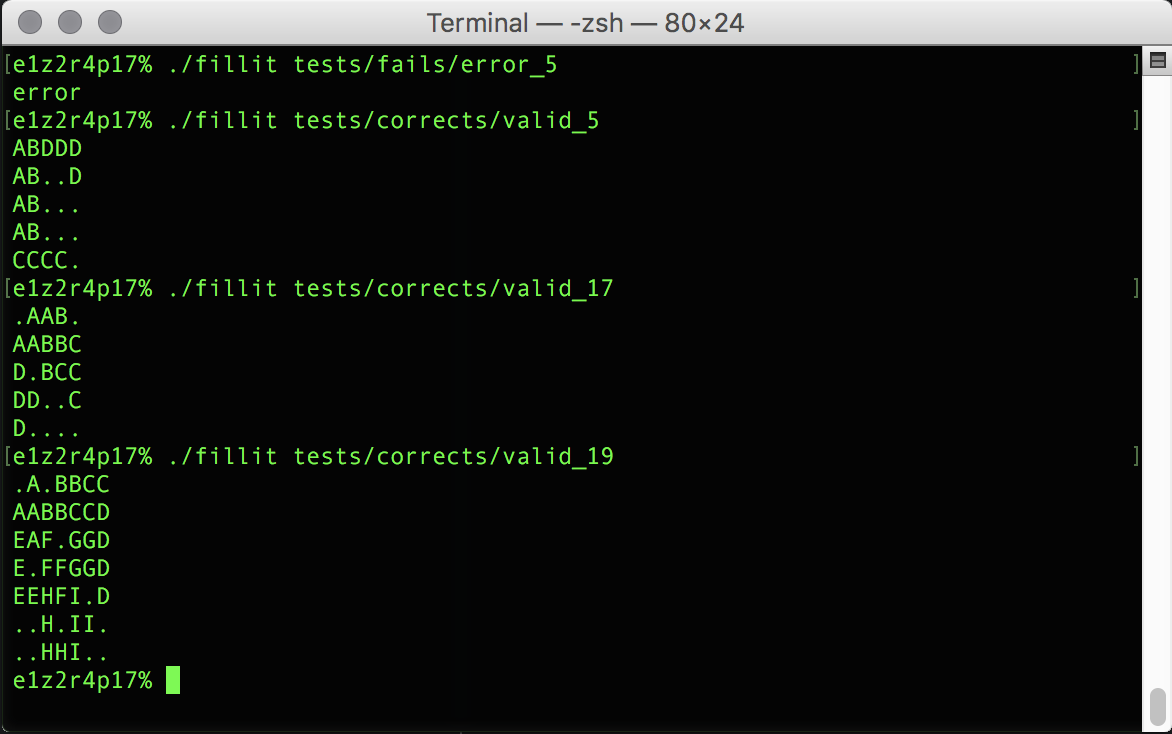 Terminal — -zsh — 80×24
[e1z2r4p17% ./fillit tests/fails/error_5 ]
error
[e1z2r4p17% ./fillit tests/corrects/valid_5 ]
ABDDD
AB..D
AB...
AB...
CCCC.
[e1z2r4p17% ./fillit tests/corrects/valid_17 ]
.AAB.
AABBC
D.BCC
DD..C
D....
[e1z2r4p17% ./fillit tests/corrects/valid_19 ]
.A.BBCC
AABBCCD
EAF.GGD
E.FFGGD
EEHFI.D
..H.II.
..HHI..
e1z2r4p17%